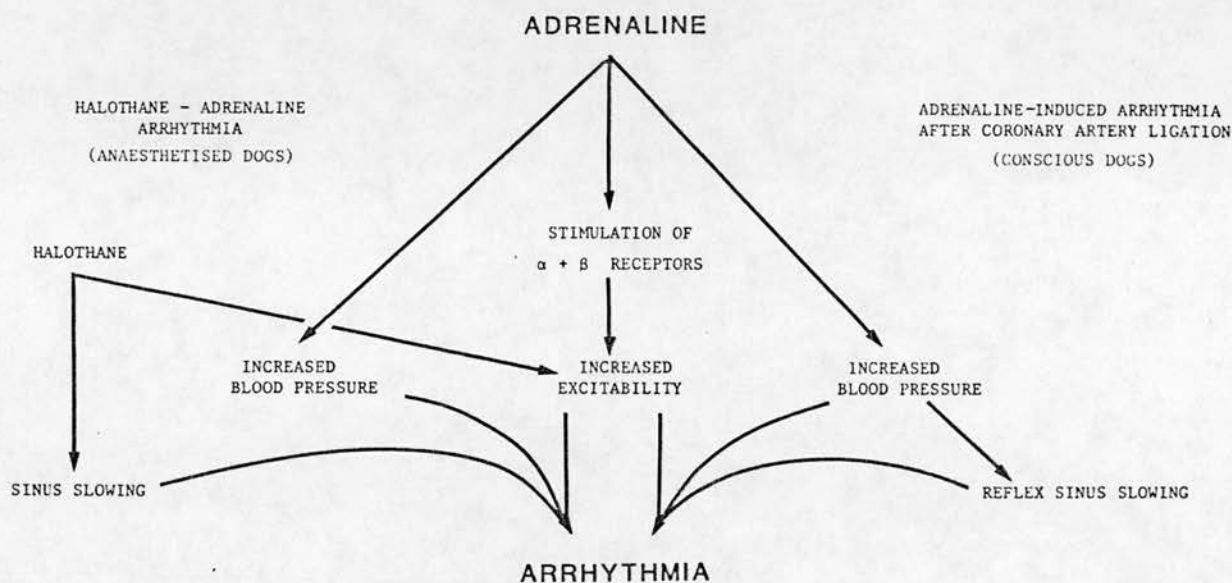 ADRENALINE
HALOTHANE - ADRENALINE
ARRHYTHMIA
(ANAESTHETISED DOGS)
ADRENALINE-INDUCED ARRHYTHMIA
AFTER CORONARY ARTERY LIGATION
(CONSCIOUS DOGS)
HALOTHANE
STIMULATION OF
α + β RECEPTORS
INCREASED
BLOOD PRESSURE
INCREASED
EXCITABILITY
INCREASED
BLOOD PRESSURE
SINUS SLOWING
REFLEX SINUS SLOWING
ARRHYTHMIA